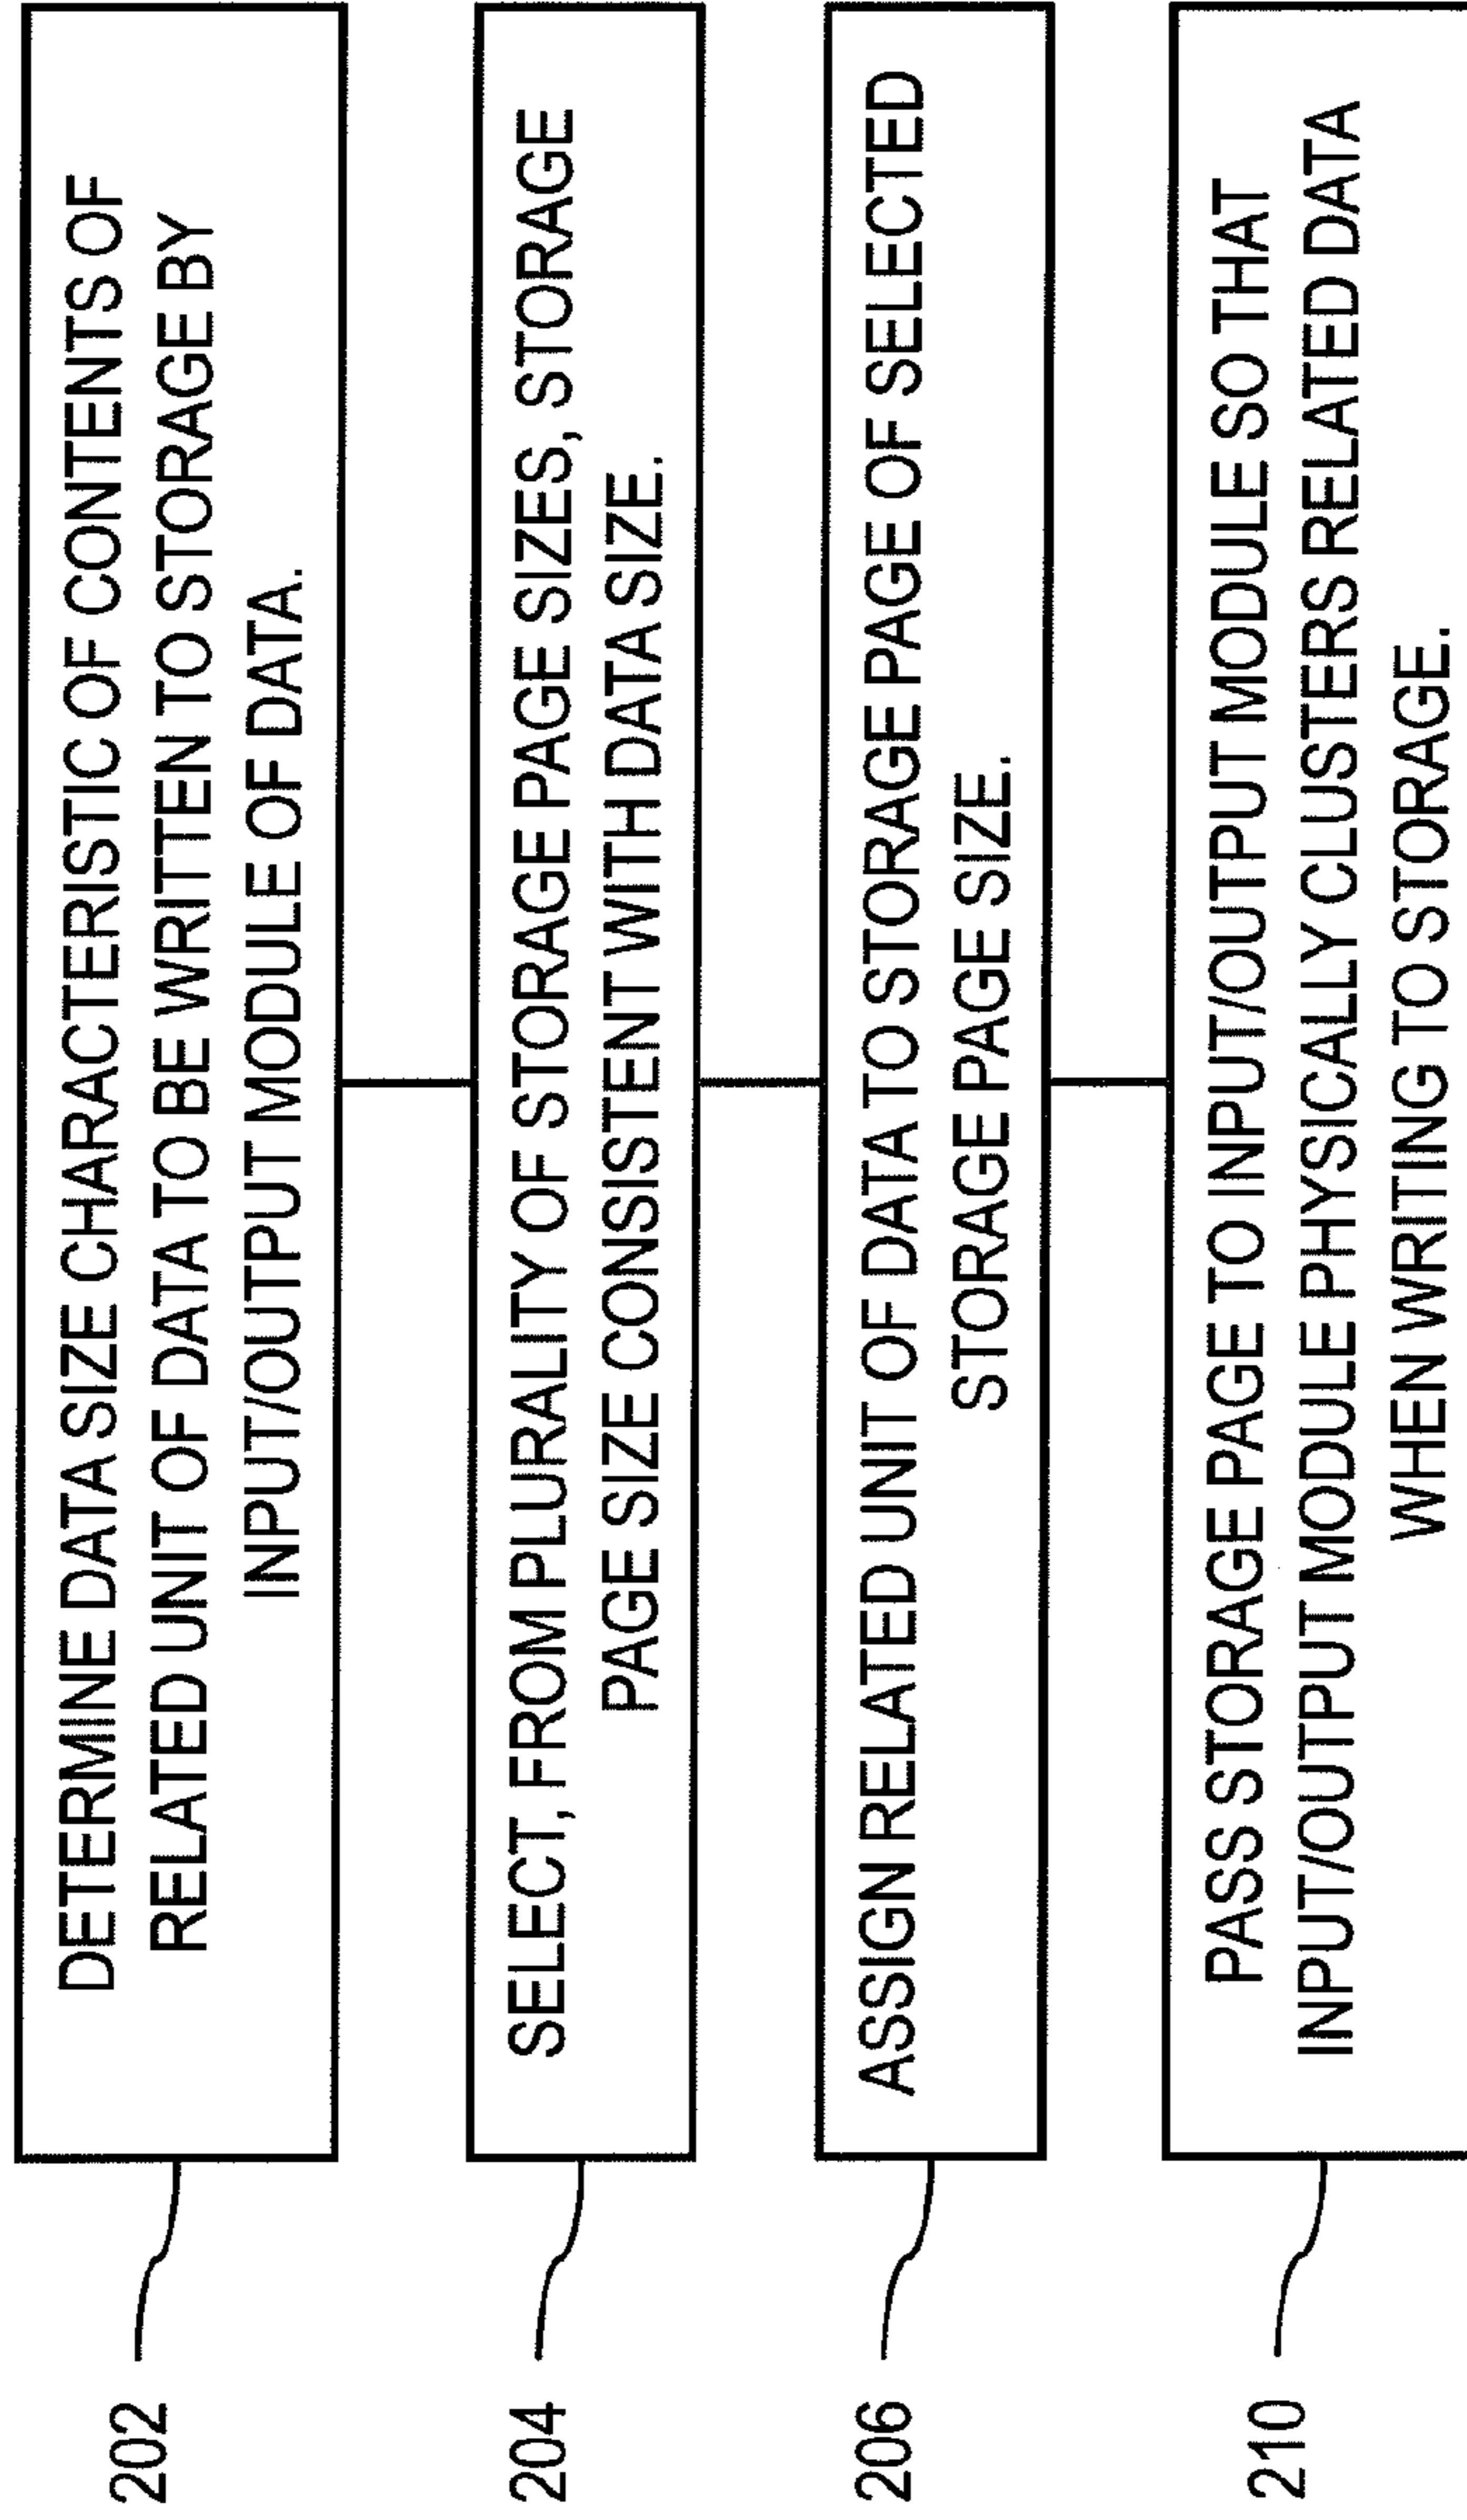 202
DETERMINE DATA SIZE CHARACTERISTIC OF CONTENTS OF
RELATED UNIT OF DATA TO BE WRITTEN TO STORAGE BY
INPUT/OUTPUT MODULE OF DATA.
204
SELECT, FROM PLURALITY OF STORAGE PAGE SIZES, STORAGE
PAGE SIZE CONSISTENT WITH DATA SIZE.
206
ASSIGN RELATED UNIT OF DATA TO STORAGE PAGE OF SELECTED
STORAGE PAGE SIZE.
210
PASS STORAGE PAGE TO INPUT/OUTPUT MODULE SO THAT
INPUT/OUTPUT MODULE PHYSICALLY CLUSTERS RELATED DATA
WHEN WRITING TO STORAGE.